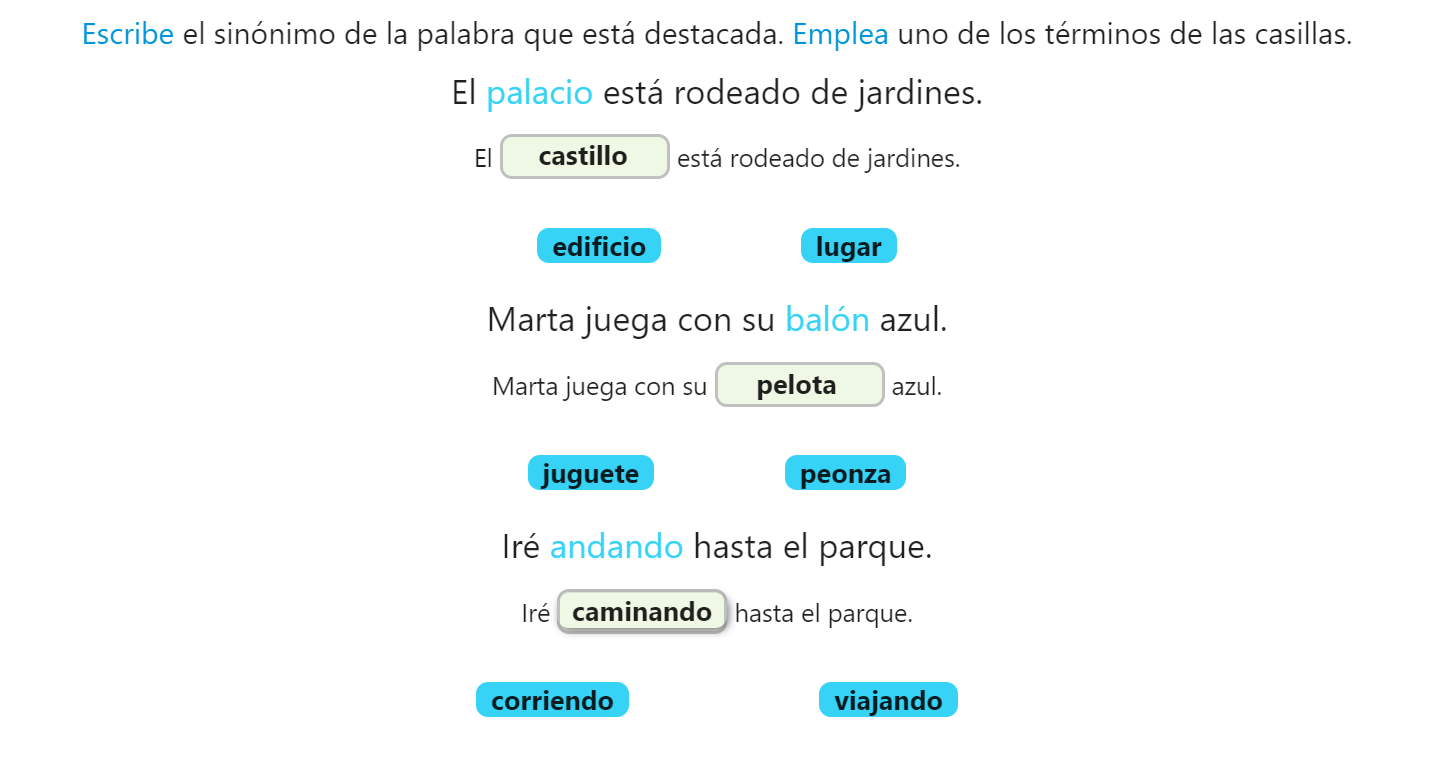 Escribe el sinónimo de la palabra que está destacada. Emplea uno de los términos de las casillas.
El palacio está rodeado de jardines.
El castillo está rodeado de jardines.
edificio lugar
Marta juega con su balón azul.
Marta juega con su pelota azul.
juguete peonza
Iré andando hasta el parque.
Iré caminando hasta el parque.
corriendo viajando